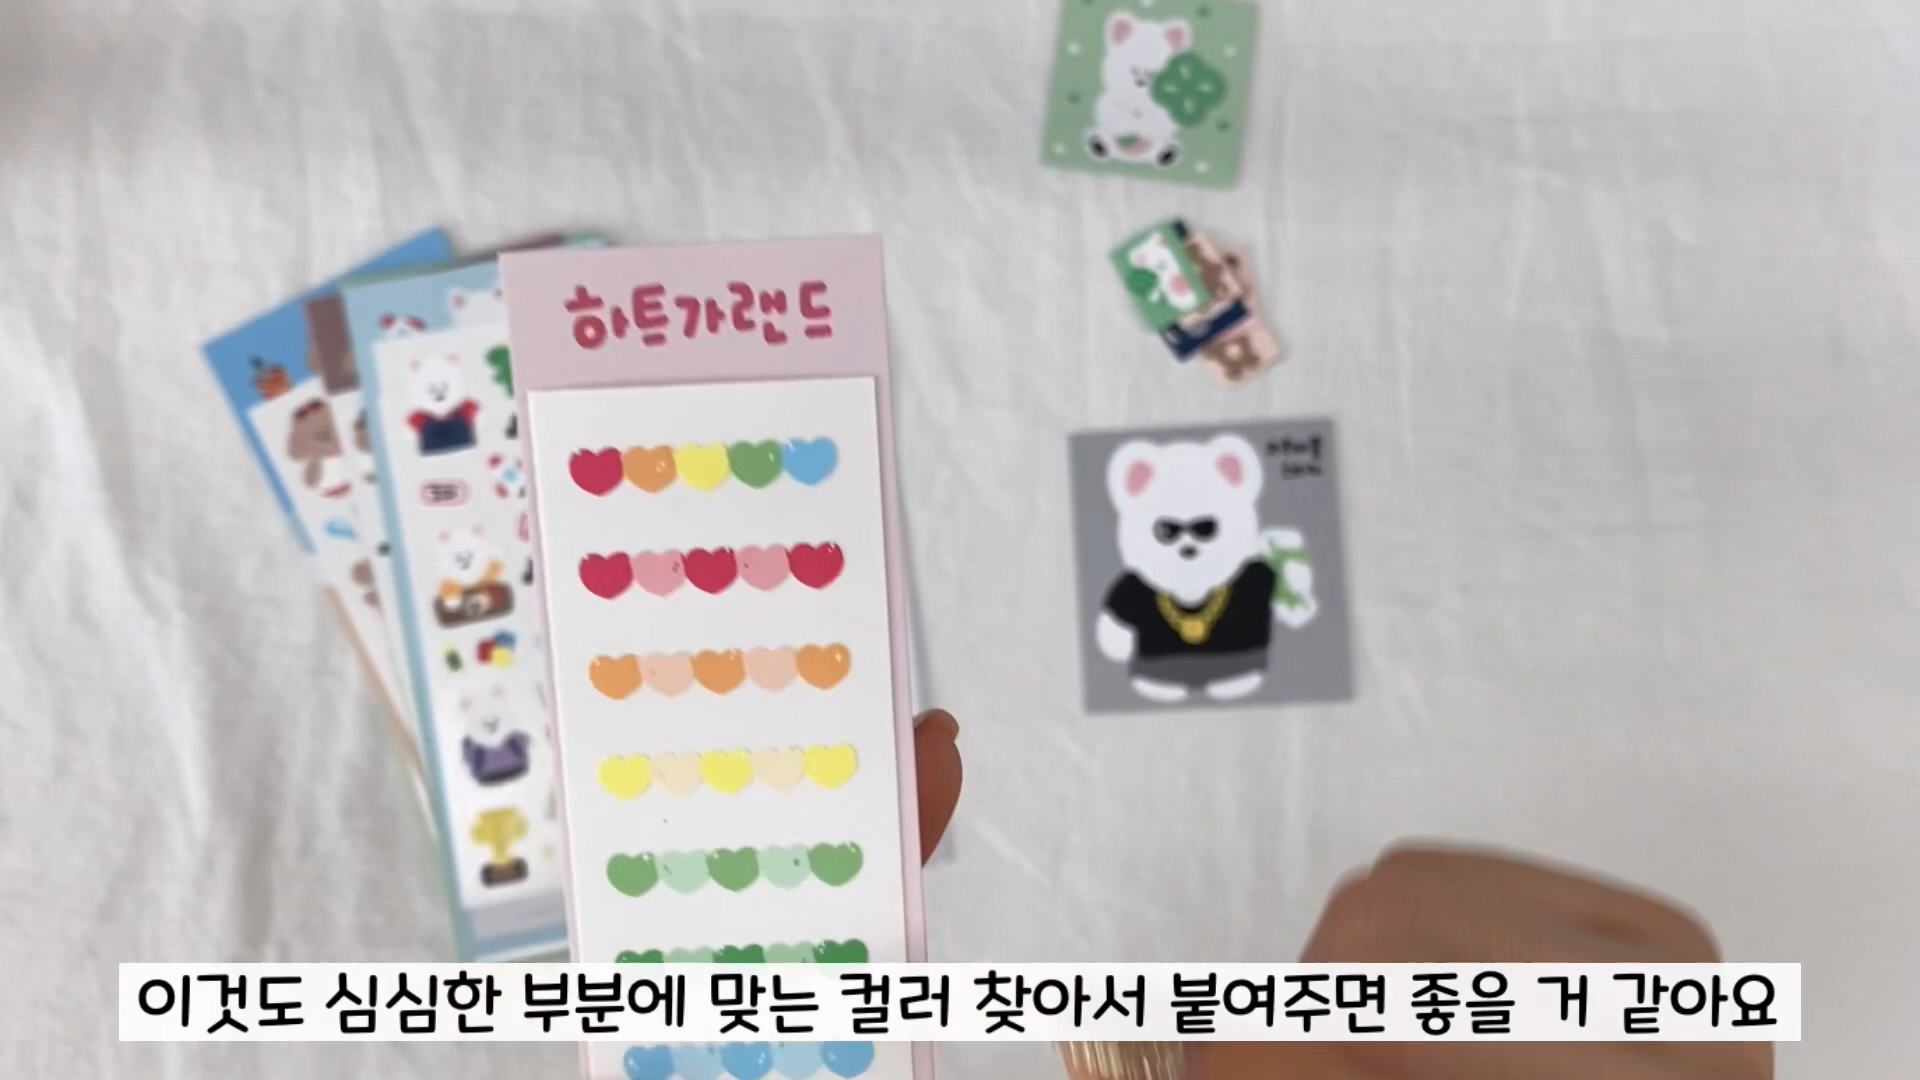 하트가랜드
이것도 심심한 부분에 맞는 컬러 찾아서 붙여주면 좋을 거 같아요